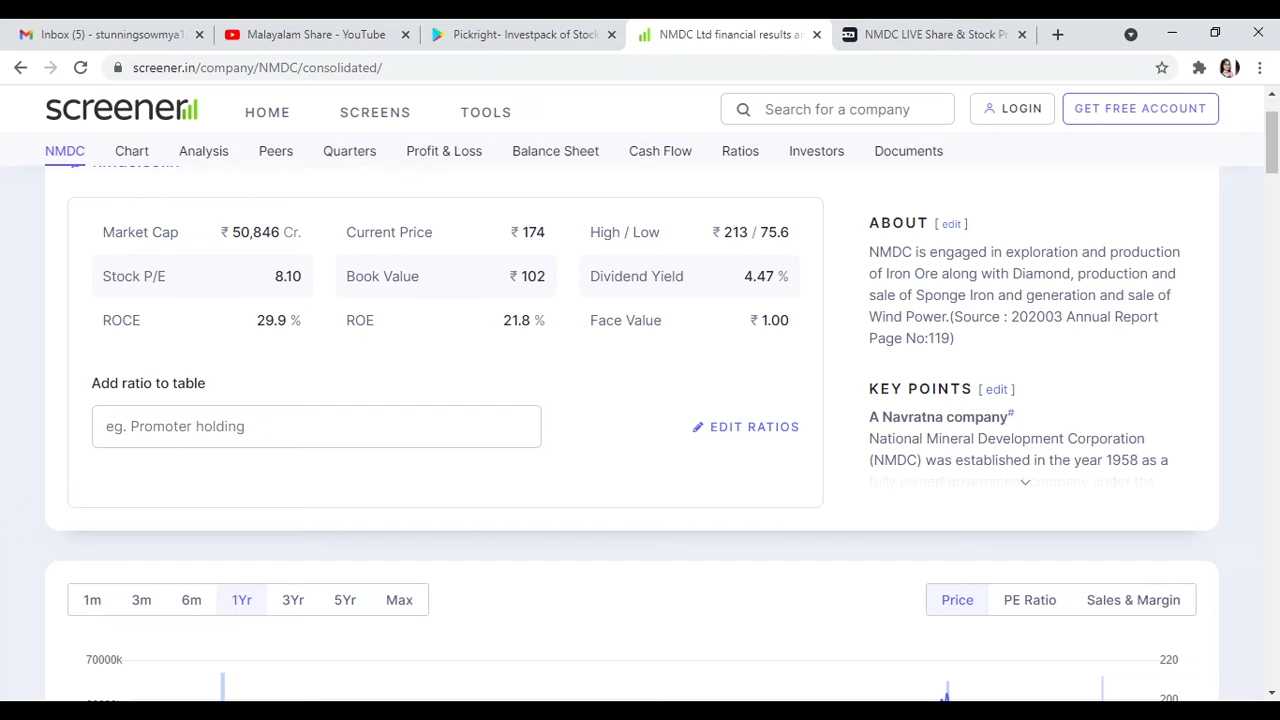 Inbox (5) - stunningsowmya1
Malayalam Share - YouTube
Pickright- Investpack of Stock
NMDC Ltd financial results a
NMDC LIVE Share & Stock Pr
screener.in/company/NMDC/consolidated/
screener
HOME
SCREENS
TOOLS
Search for a company
LOGIN
GET FREE ACCOUNT
NMDC
Chart
Analysis
Peers
Quarters
Profit & Loss
Balance Sheet
Cash Flow
Ratios
Investors
Documents
Market Cap ₹ 50,846 Cr.
Current Price ₹ 174
High / Low ₹ 213 / 75.6
Stock P/E 8.10
Book Value ₹ 102
Dividend Yield 4.47 %
ROCE 29.9 %
ROE 21.8 %
Face Value ₹ 1.00
Add ratio to table
eg. Promoter holding
EDIT RATIOS
ABOUT [ edit ]
NMDC is engaged in exploration and production
of Iron Ore along with Diamond, production and
sale of Sponge Iron and generation and sale of
Wind Power.(Source : 202003 Annual Report
Page No:119)
KEY POINTS [ edit ]
A Navratna company#
National Mineral Development Corporation
(NMDC) was established in the year 1958 as a
fully owned government company under the
1m
3m
6m
1Yr
3Yr
5Yr
Max
Price
PE Ratio
Sales & Margin
70000k
220
200